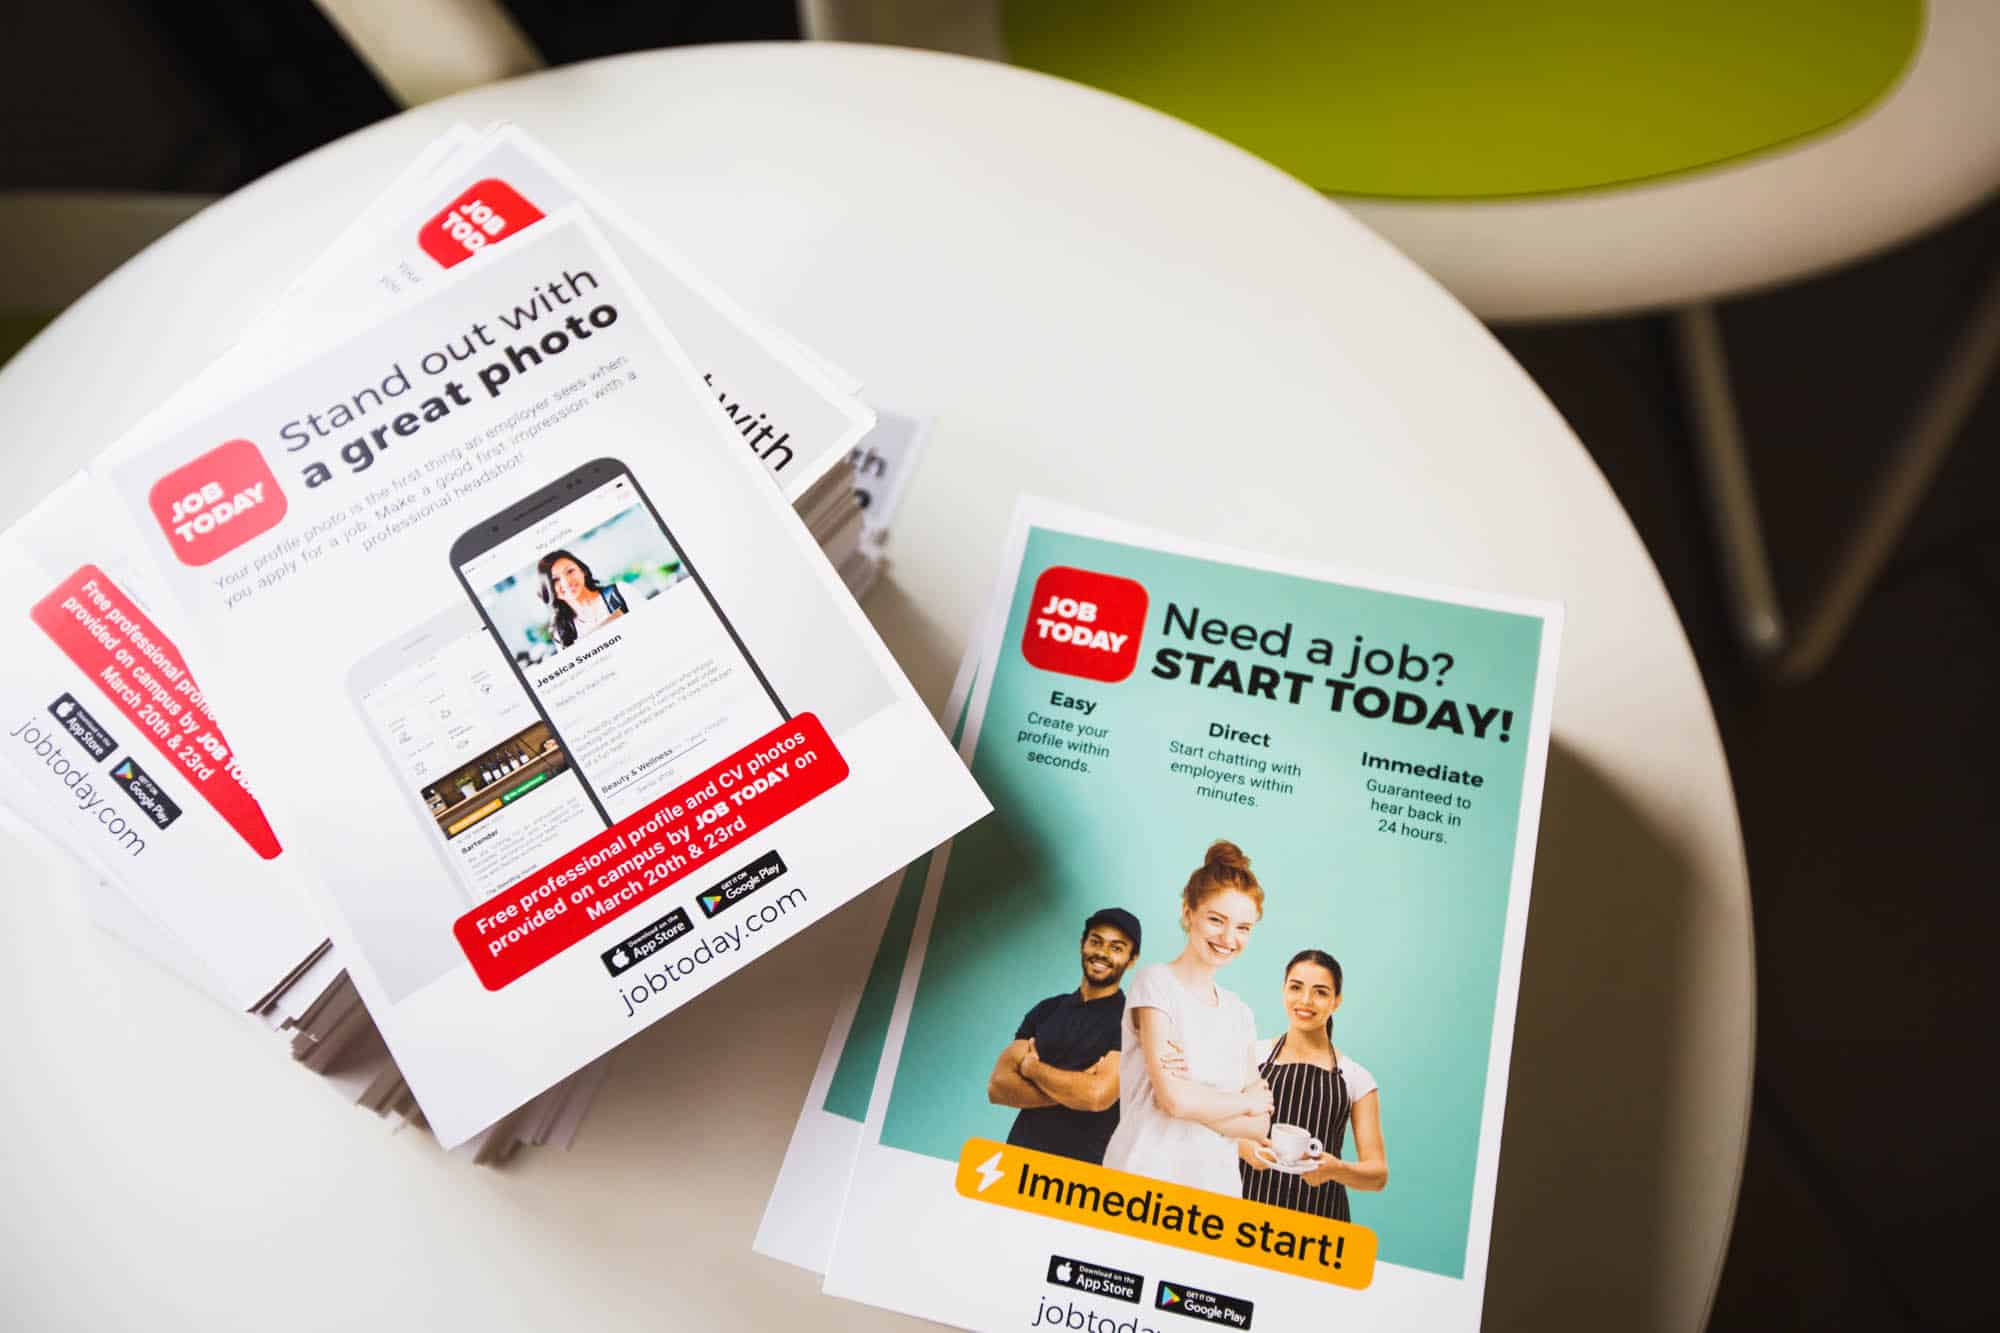 JOB
TODAY
Stand out with
a great photo
Your profile photo is the first thing an employer sees when
you apply for a job. Make a good first impression with a
professional headshot!
My profile
Jessica Swanson
Beauty & Wellness
Bartender
Free professional profile and CV photos
provided on campus by JOB TODAY on
March 20th & 23rd
Download on the
App Store
GET IT ON
Google Play
jobtoday.com
JOB
with
Free professional
provided on campus by JOB
March 20th & 23rd
Download on the
App Store
GET IT ON
Google Play
jobtoday.com
JOB
TODAY
Need a job?
START TODAY!
Easy
Create your
profile within
seconds.
Direct
Start chatting with
employers within
minutes.
Immediate
Guaranteed to
hear back in
24 hours.
Immediate start!
Download on the
App Store
GET IT ON
Google Play
jobtoda